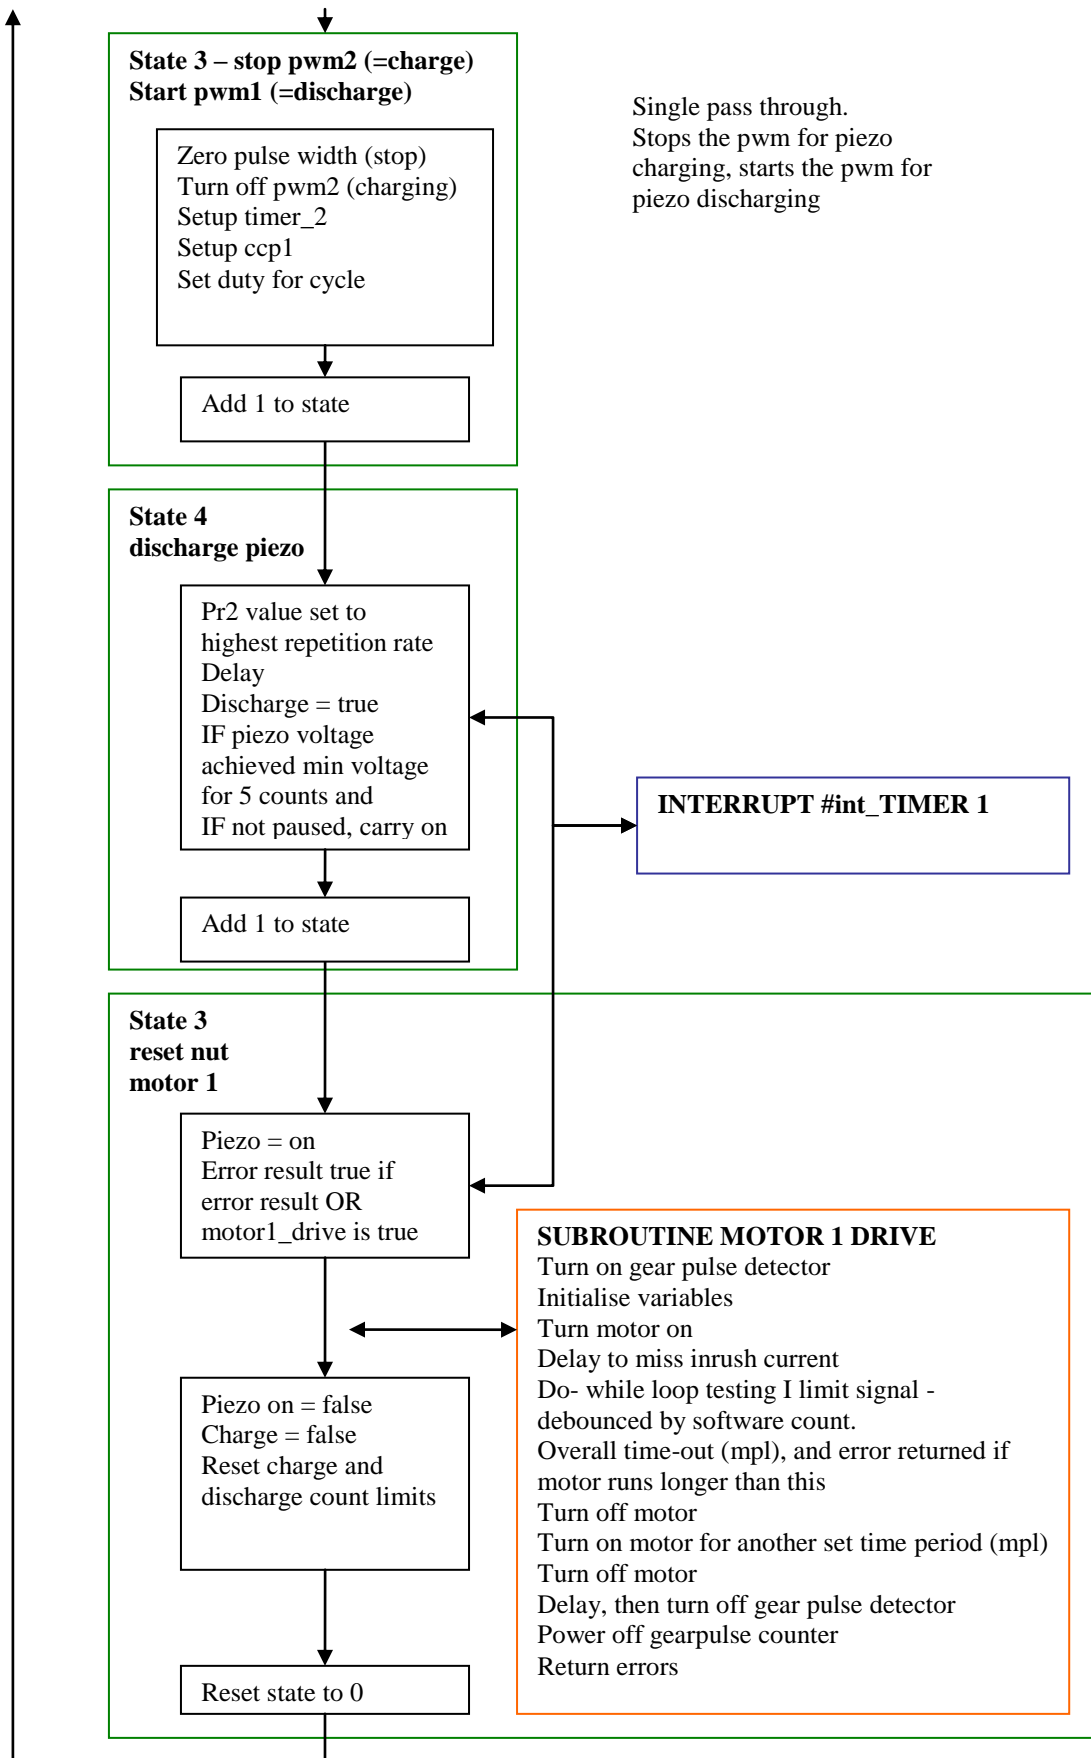 State 3 – stop pwm2 (=charge)
Start pwm1 (=discharge)
Single pass through.
Stops the pwm for piezo
charging, starts the pwm for
piezo discharging
Zero pulse width (stop)
Turn off pwm2 (charging)
Setup timer_2
Setup ccp1
Set duty for cycle
Add 1 to state
State 4
discharge piezo
Pr2 value set to
highest repetition rate
Delay
Discharge = true
IF piezo voltage
achieved min voltage
for 5 counts and
IF not paused, carry on
INTERRUPT #int_TIMER 1
Add 1 to state
State 3
reset nut
motor 1
Piezo = on
Error result true if
error result OR
motor1_drive is true
SUBROUTINE MOTOR 1 DRIVE
Turn on gear pulse detector
Initialise variables
Turn motor on
Delay to miss inrush current
Do- while loop testing I limit signal -
debounced by software count.
Overall time-out (mpl), and error returned if
motor runs longer than this
Turn off motor
Turn on motor for another set time period (mpl)
Turn off motor
Delay, then turn off gear pulse detector
Power off gearpulse counter
Return errors
Piezo on = false
Charge = false
Reset charge and
discharge count limits
Reset state to 0